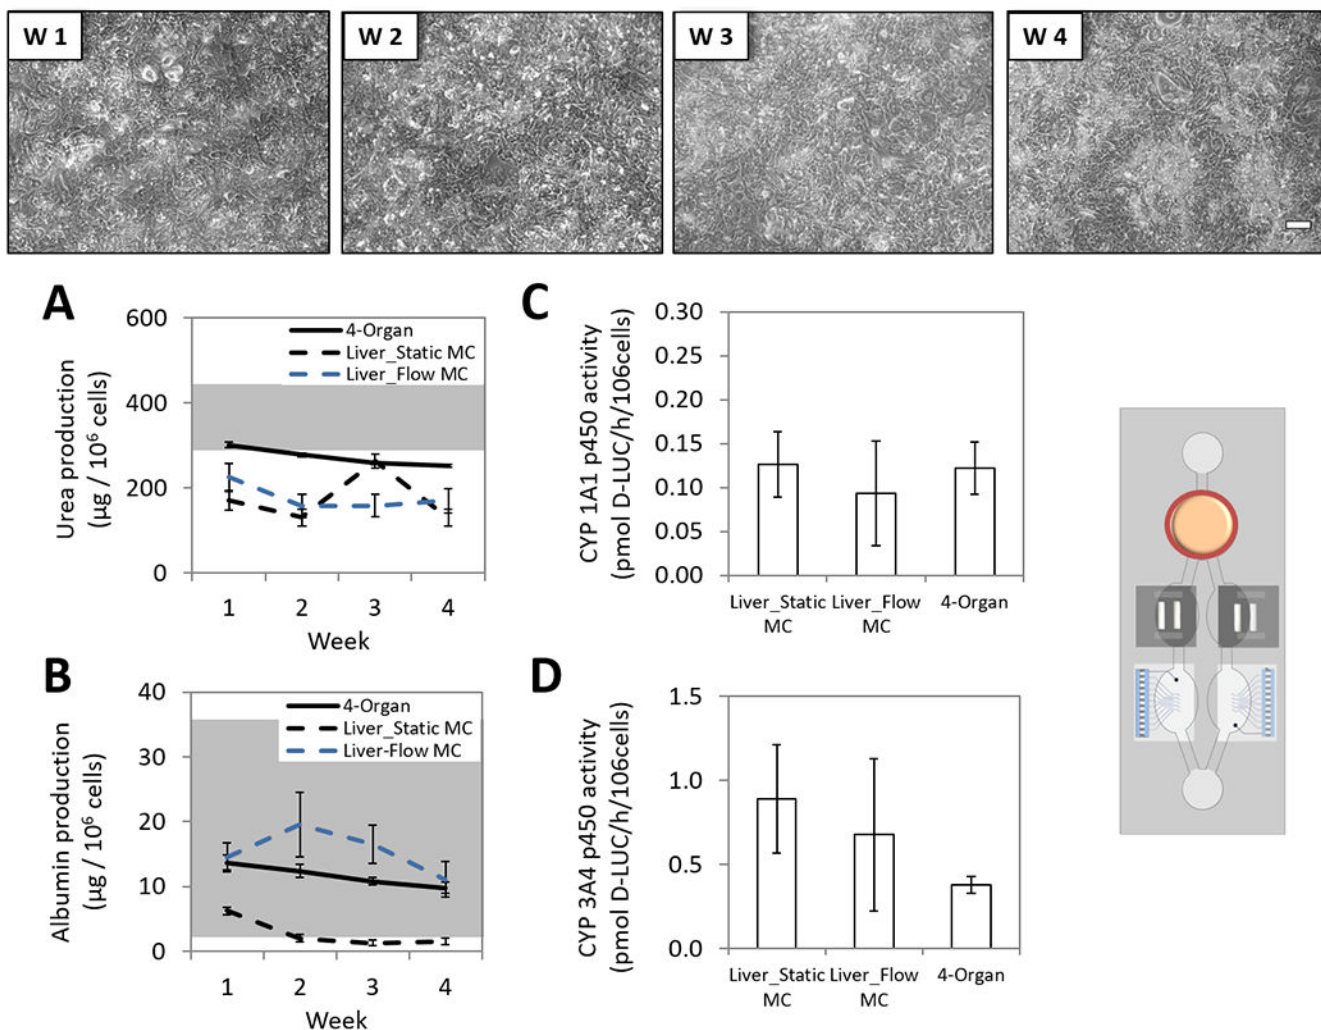 W 1
W 2
W 3
W 4
A
Urea production
(µg / 10⁶ cells)
600
400
200
0
4-Organ
Liver_Static MC
Liver_Flow MC
1 2 3 4
Week
B
Albumin production
(µg / 10⁶ cells)
40
30
20
10
0
4-Organ
Liver_Static MC
Liver-Flow MC
1 2 3 4
Week
C
CYP 1A1 p450 activity
(pmol D-LUC/h/106cells)
0.30
0.25
0.20
0.15
0.10
0.05
0.00
Liver_Static MC
Liver_Flow MC
4-Organ
D
CYP 3A4 p450 activity
(pmol D-LUC/h/106cells)
1.5
1.0
0.5
0.0
Liver_Static MC
Liver_Flow MC
4-Organ